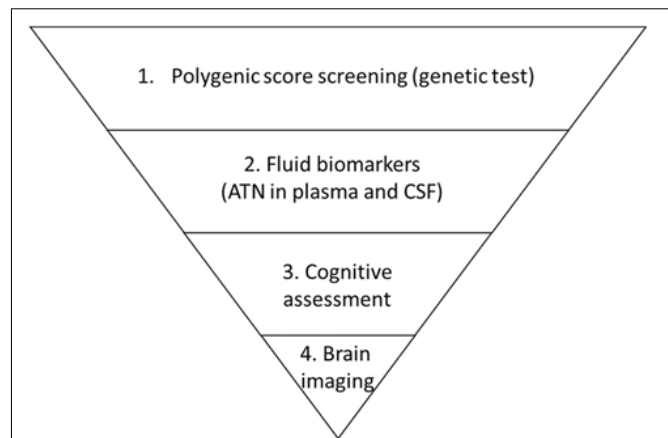 1. Polygenic score screening (genetic test)
2. Fluid biomarkers
(ATN in plasma and CSF)
3. Cognitive
assessment
4. Brain
imaging